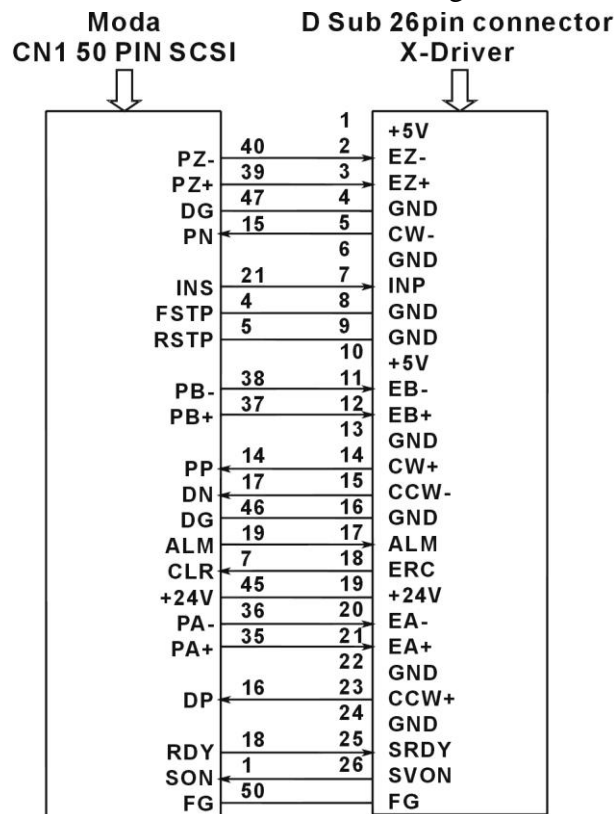 Moda D Sub 26pin connector
CN1 50 PIN SCSI X-Driver
1 +5V
PZ- 40 2 EZ-
PZ+ 39 3 EZ+
DG 47 4 GND
PN 15 5 CW-
6 GND
INS 21 7 INP
FSTP 4 8 GND
RSTP 5 9 GND
10 +5V
PB- 38 11 EB-
PB+ 37 12 EB+
13 GND
PP 14 14 CW+
DN 17 15 CCW-
DG 46 16 GND
ALM 19 17 ALM
CLR 7 18 ERC
+24V 45 19 +24V
PA- 36 20 EA-
PA+ 35 21 EA+
22 GND
DP 16 23 CCW+
24 GND
RDY 18 25 SRDY
SON 1 26 SVON
FG 50 FG